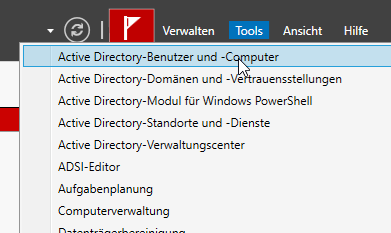 Verwalten Tools Ansicht Hilfe
Active Directory-Benutzer und -Computer
Active Directory-Domänen und -Vertrauensstellungen
Active Directory-Modul für Windows PowerShell
Active Directory-Standorte und -Dienste
Active Directory-Verwaltungscenter
ADSI-Editor
Aufgabenplanung
Computerverwaltung
Datenträgerbereinigung